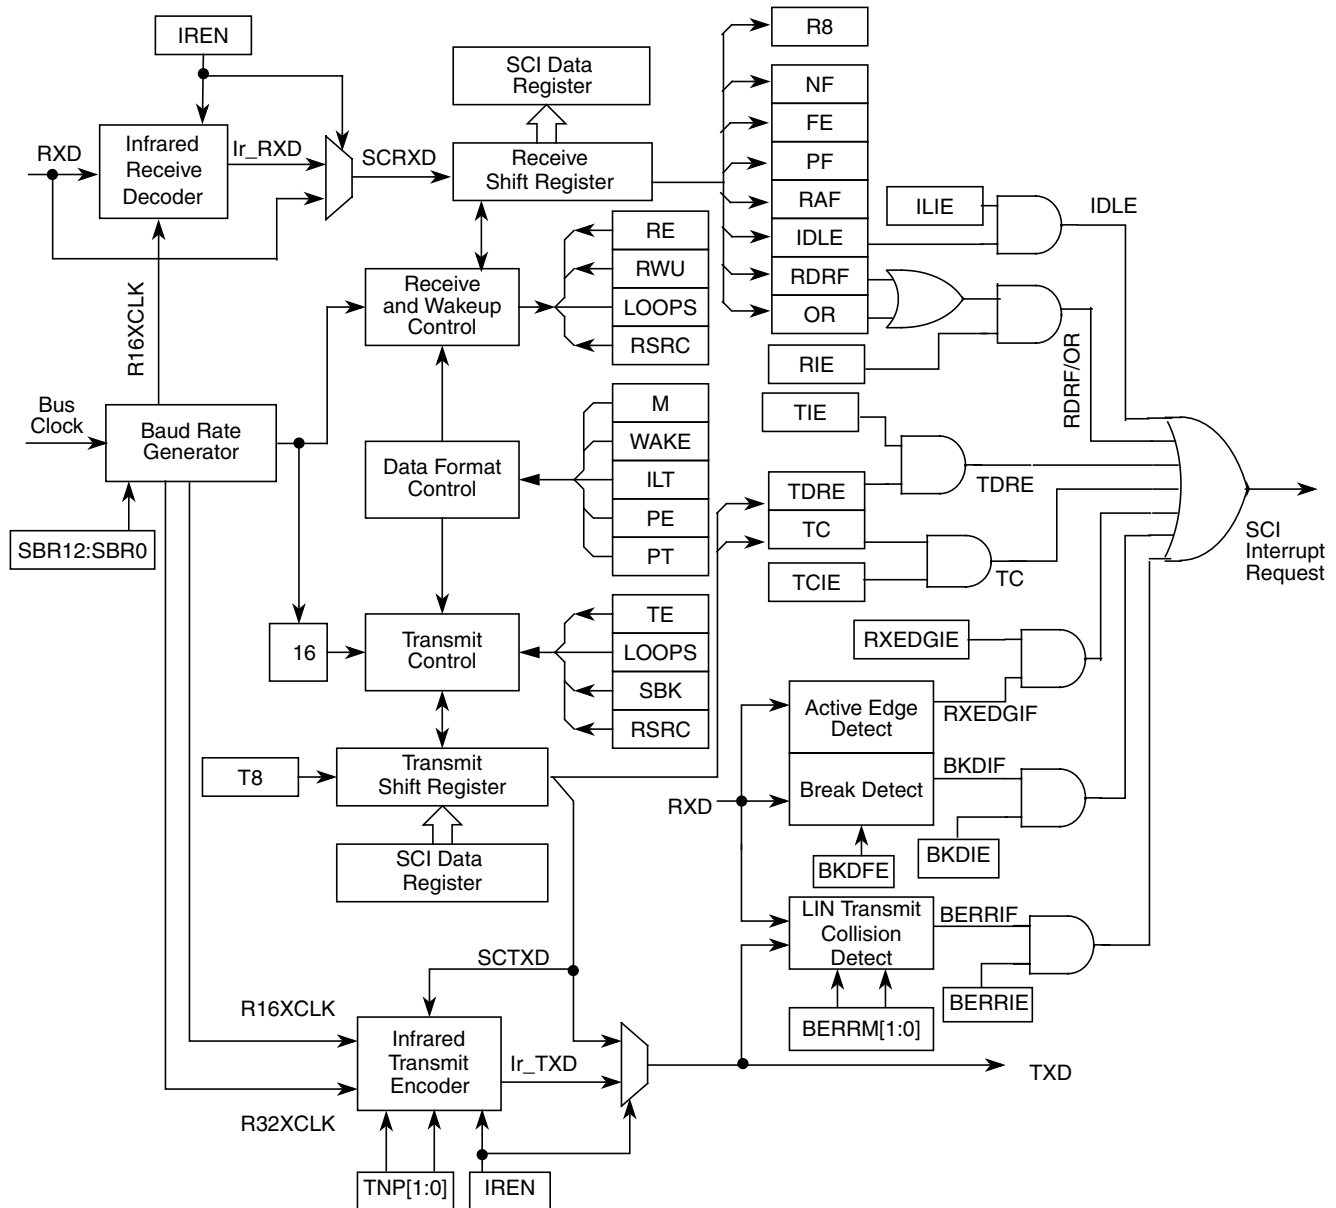 IREN
SCI Data
Register
R8
NF
FE
PF
RAF
IDLE
RDRF
OR
RXD
Infrared
Receive
Decoder
Ir_RXD
SCRXD
Receive
Shift Register
ILIE
IDLE
RE
RWU
LOOPS
RSRC
Receive
and Wakeup
Control
R16XCLK
RIE
RDRF/OR
TIE
Bus
Clock
Baud Rate
Generator
M
WAKE
ILT
PE
PT
Data Format
Control
TDRE
TC
TCIE
TDRE
TC
SCI
Interrupt
Request
SBR12:SBR0
16
Transmit
Control
TE
LOOPS
SBK
RSRC
RXEDGIE
Active Edge
Detect
RXEDGIF
T8
Transmit
Shift Register
RXD
Break Detect
BKDIF
BKDIE
BKDFE
SCI Data
Register
LIN Transmit
Collision
Detect
BERRIF
BERRIE
BERRM[1:0]
SCTXD
R16XCLK
Infrared
Transmit
Encoder
Ir_TXD
TXD
R32XCLK
TNP[1:0]
IREN